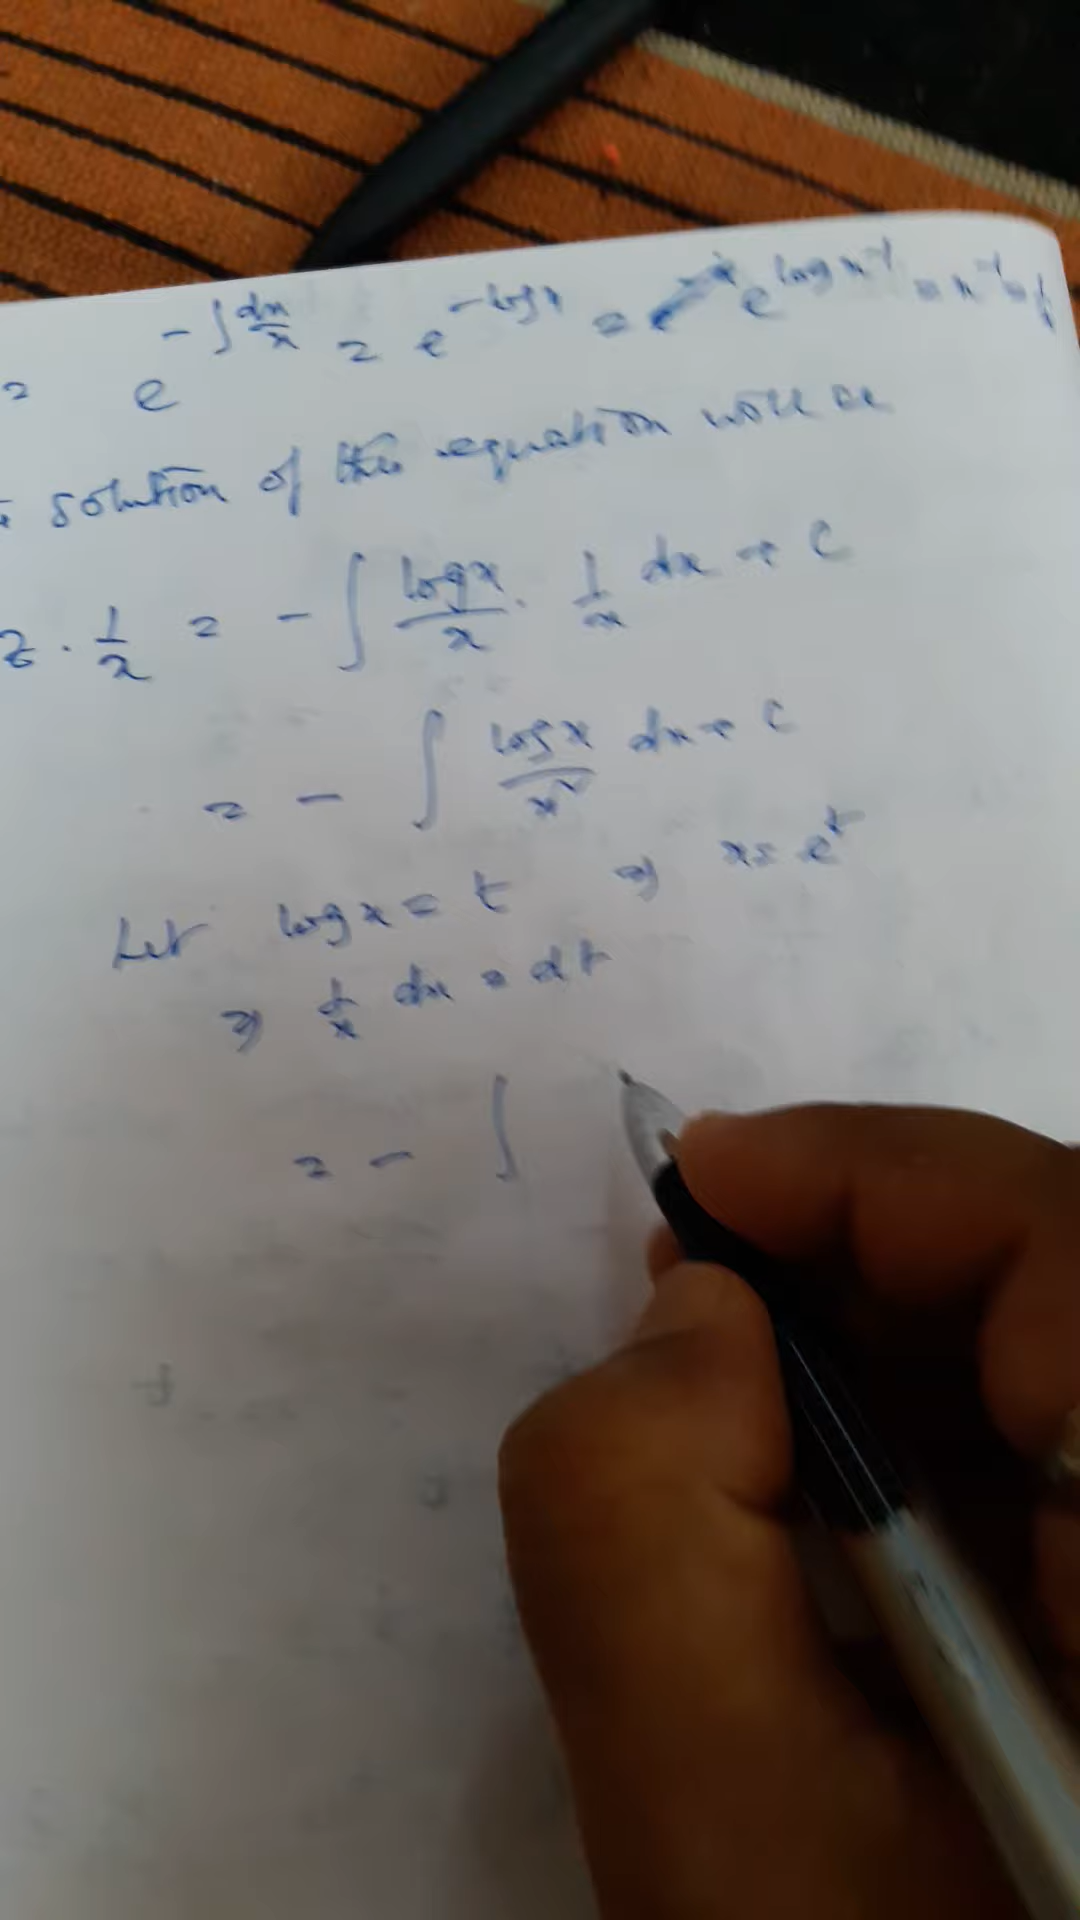 = e^{-∫ dx/x} = e^{-log x} = e^{log x^{-1}} = x^{-1} =
solution of the equation will be
z · 1/x = - ∫ log x / x · 1/x dx + C
= - ∫ log x / x² dx + C
Let log x = t ⇒ x = e^t
⇒ 1/x dx = dt
= - ∫